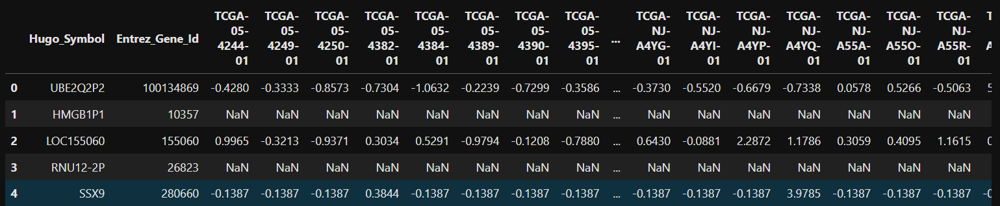 Hugo_Symbol Entrez_Gene_Id TCGA-05-4244-01 TCGA-05-4249-01 TCGA-05-4250-01 TCGA-05-4382-01 TCGA-05-4384-01 TCGA-05-4389-01 TCGA-05-4390-01 TCGA-05-4395-01 ... TCGA-NJ-A4YG-01 TCGA-NJ-A4YI-01 TCGA-NJ-A4YP-01 TCGA-NJ-A4YQ-01 TCGA-NJ-A55A-01 TCGA-NJ-A55O-01 TCGA-NJ-A55R-01
0 UBE2Q2P2 100134869 -0.4280 -0.3333 -0.8573 -0.7304 -1.0632 -0.2239 -0.7299 -0.3586 ... -0.3730 -0.5520 -0.6679 -0.7338 0.0578 0.5266 -0.5063
1 HMGB1P1 10357 NaN NaN NaN NaN NaN NaN NaN NaN ... NaN NaN NaN NaN NaN NaN NaN
2 LOC155060 155060 0.9965 -0.3213 -0.9371 0.3034 0.5291 -0.9794 -0.1208 -0.7880 ... 0.6430 -0.0881 2.2872 1.1786 0.3059 0.4095 1.1615
3 RNU12-2P 26823 NaN NaN NaN NaN NaN NaN NaN NaN ... NaN NaN NaN NaN NaN NaN NaN
4 SSX9 280660 -0.1387 -0.1387 -0.1387 0.3844 -0.1387 -0.1387 -0.1387 -0.1387 ... -0.1387 -0.1387 -0.1387 3.9785 -0.1387 -0.1387 -0.1387